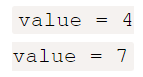 value = 4
value = 7